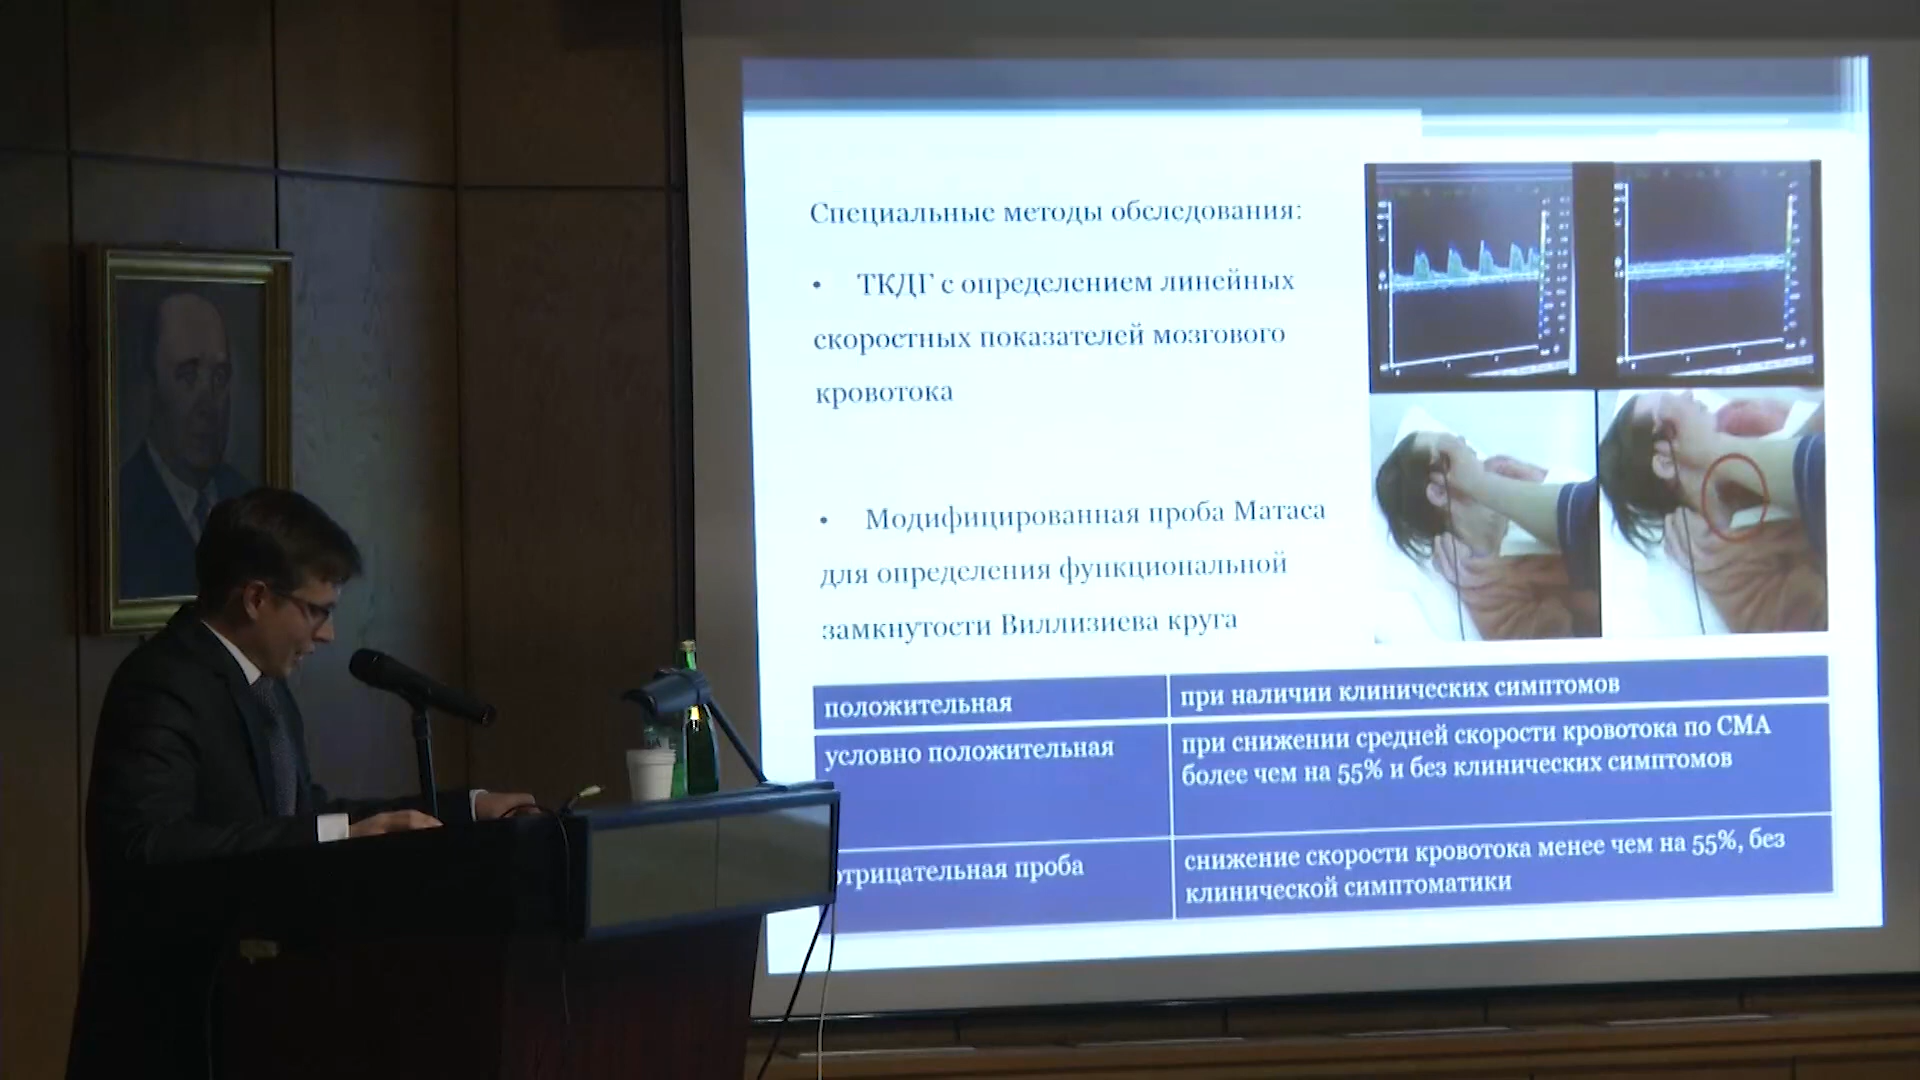 Специальные методы обследования:
• ТКДГ с определением линейных
скоростных показателей мозгового
кровотока
• Модифицированная проба Матаса
для определения функциональной
замкнутости Виллизиева круга
положительная
при наличии клинических симптомов
условно положительная
при снижении средней скорости кровотока по СМА
более чем на 55% и без клинических симптомов
отрицательная проба
снижение скорости кровотока менее чем на 55%, без
клинической симптоматики